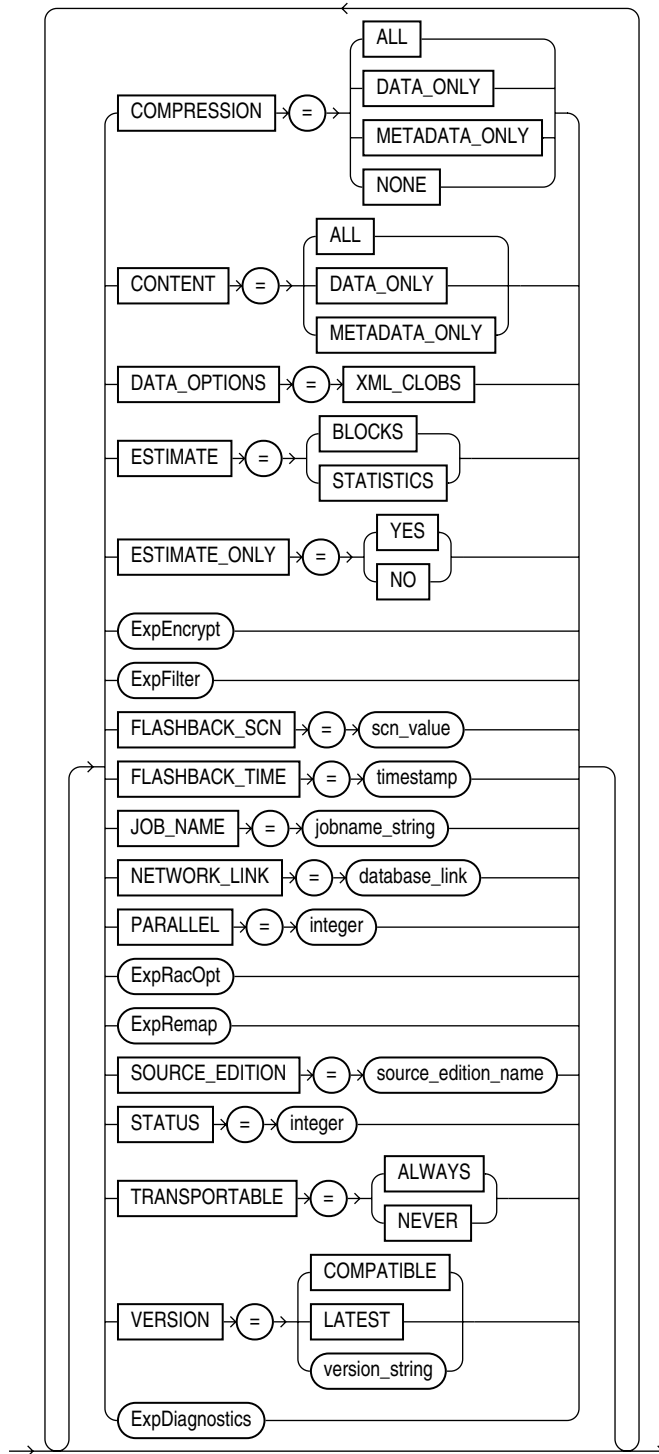 ALL
DATA_ONLY
COMPRESSION = METADATA_ONLY
NONE
ALL
CONTENT = DATA_ONLY
METADATA_ONLY
DATA_OPTIONS = XML_CLOBS
BLOCKS
ESTIMATE =
STATISTICS
YES
ESTIMATE_ONLY =
NO
ExpEncrypt
ExpFilter
FLASHBACK_SCN = scn_value
FLASHBACK_TIME = timestamp
JOB_NAME = jobname_string
NETWORK_LINK = database_link
PARALLEL = integer
ExpRacOpt
ExpRemap
SOURCE_EDITION = source_edition_name
STATUS = integer
ALWAYS
TRANSPORTABLE =
NEVER
COMPATIBLE
VERSION = LATEST
version_string
ExpDiagnostics